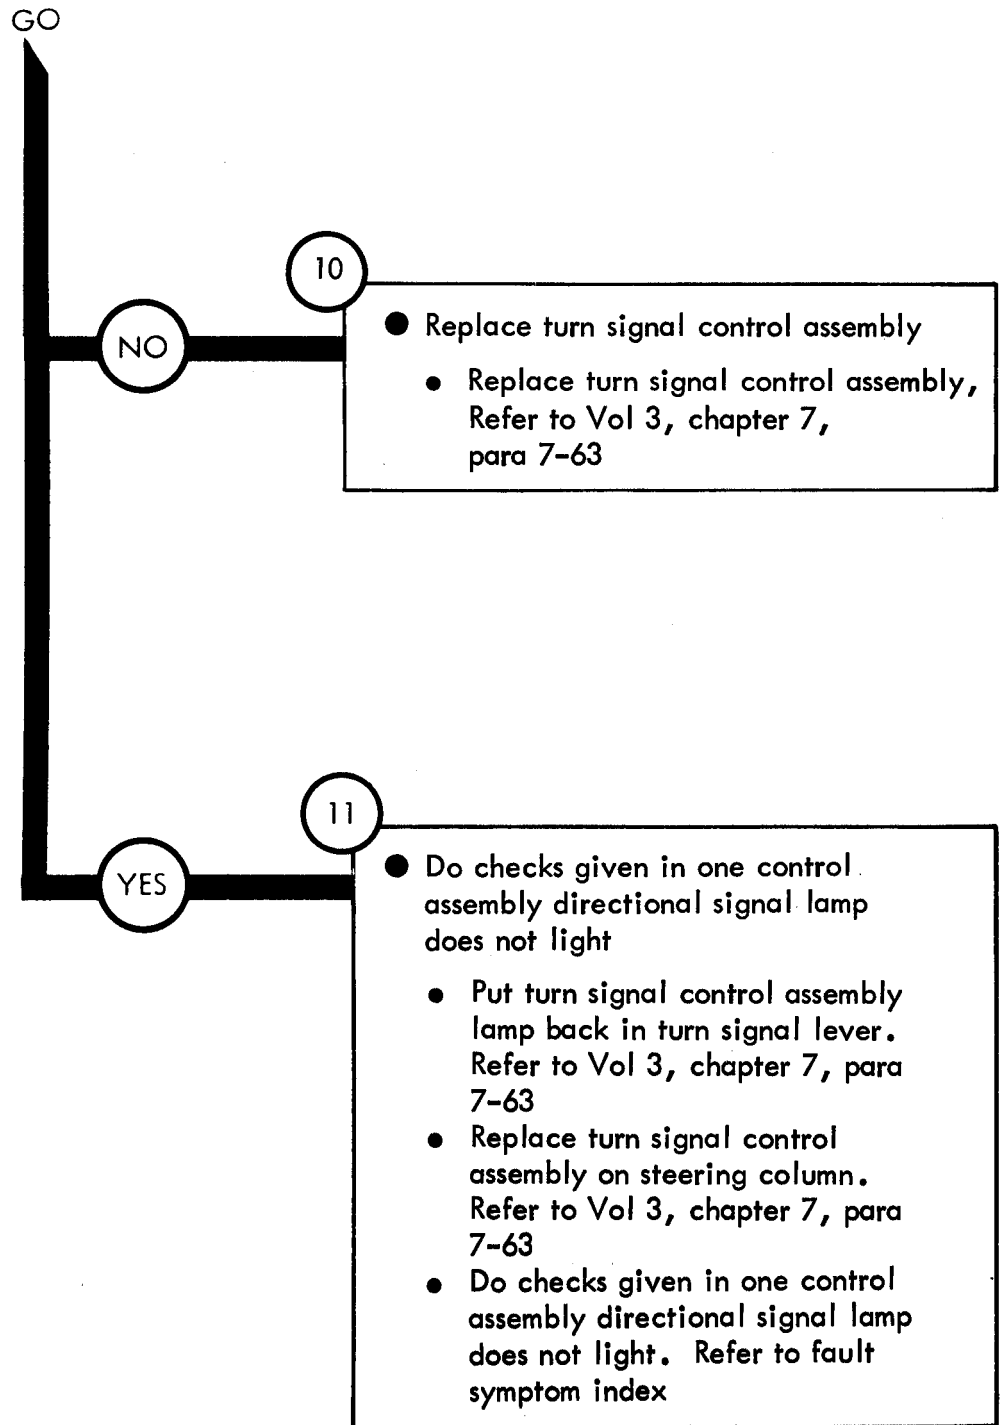 GO
10
NO
● Replace turn signal control assembly
● Replace turn signal control assembly,
Refer to Vol 3, chapter 7,
para 7-63
11
YES
● Do checks given in one control
assembly directional signal lamp
does not light
● Put turn signal control assembly
lamp back in turn signal lever.
Refer to Vol 3, chapter 7, para
7-63
● Replace turn signal control
assembly on steering column.
Refer to Vol 3, chapter 7, para
7-63
● Do checks given in one control
assembly directional signal lamp
does not light. Refer to fault
symptom index